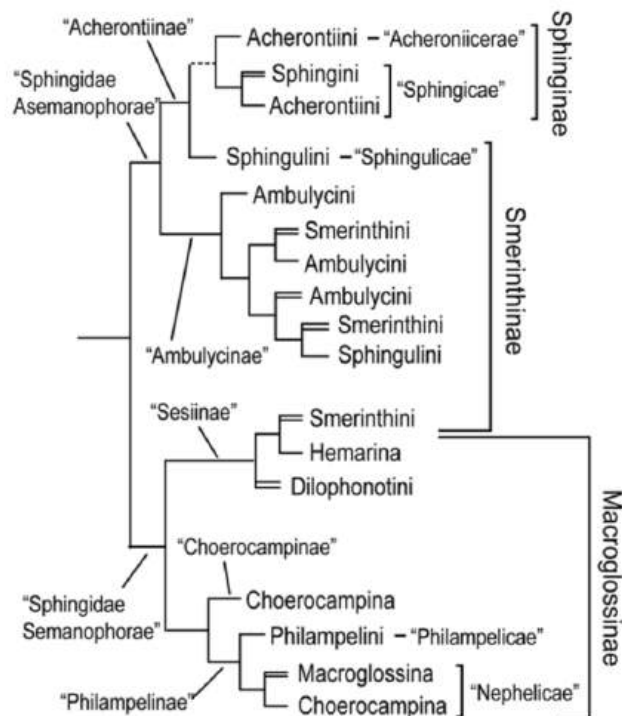 "Acherontiinae"
Acherontiini – "Acheroniicerae"
"Sphingidae
Asemanophorae"
Sphingini
Acherontiini
"Sphingicae"
Sphinginae
Sphingulini – "Sphingulicae"
Ambulycini
Smerinthini
Ambulycini
Ambulycini
Smerinthini
Sphingulini
"Ambulycinae"
Smerinthinae
"Sesiinae"
Smerinthini
Hemarina
Dilophonotini
"Choerocampinae"
Choerocampina
"Sphingidae
Semanophorae"
Philampelini – "Philampelicae"
Macroglossina
Choerocampina
"Nephelicae"
"Philampelinae"
Macroglossinae